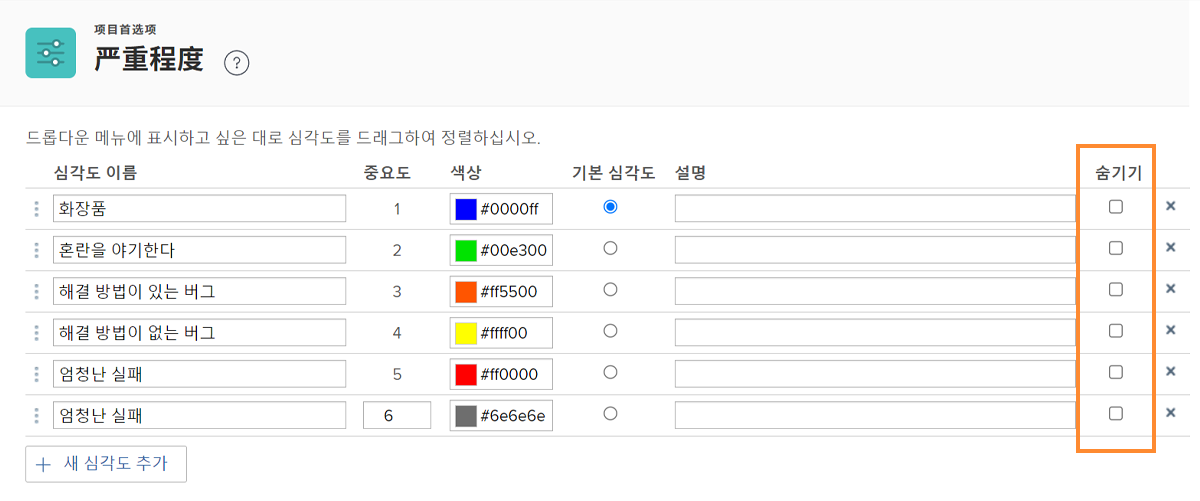 项目首选项
严重程度 ?
드롭다운 메뉴에 표시하고 싶은 대로 심각도를 드래그하여 정렬하십시오.
심각도 이름 중요도 색상 기본 심각도 설명 숨기기
화장품 1 #0000ff
혼란을 야기한다 2 #00e300
해결 방법이 있는 버그 3 #ff5500
해결 방법이 없는 버그 4 #ffff00
엄청난 실패 5 #ff0000
엄청난 실패 6 #6e6e6e
새 심각도 추가